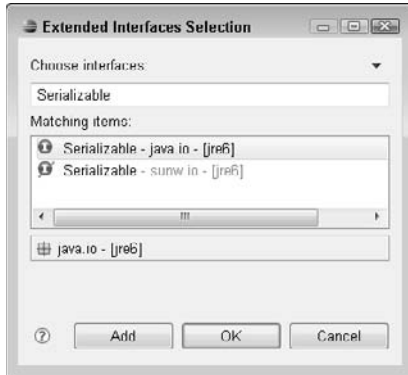 Extended Interfaces Selection
Choose interfaces:
Serializable
Matching items:
Serializable - java.io - [jre6]
Serializable - sunw.io - [jre6]
java.io - [jre6]
Add OK Cancel